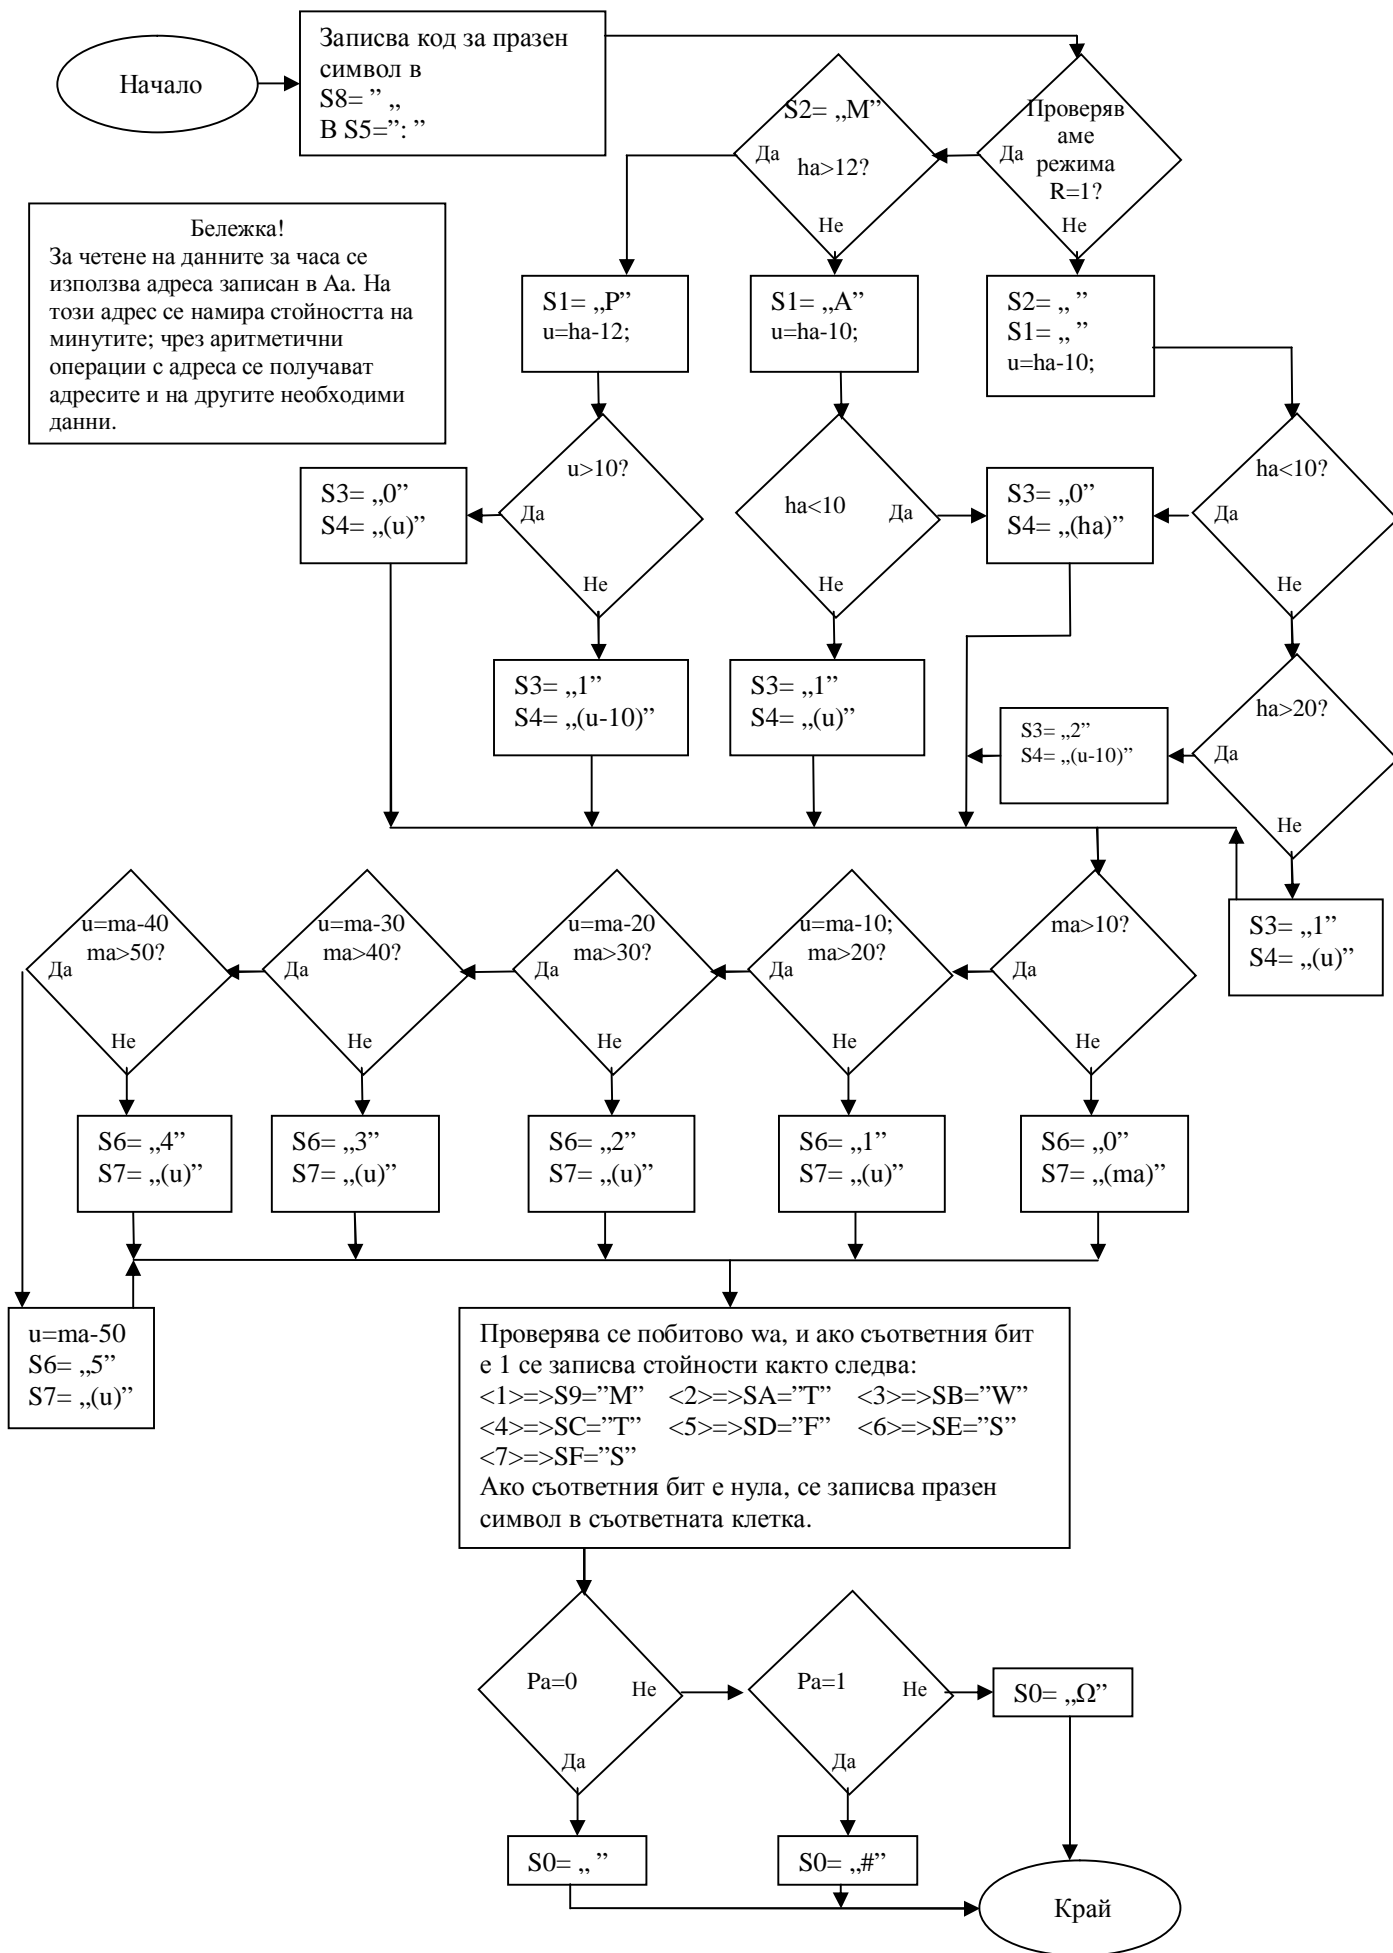 Начало
Записва код за празен
символ в
S8= ” „
В S5=”: ”
S2= „M”
ha>12?
Да
Не
Проверяв
аме
режима
R=1?
Да
Не
Бележка!
За четене на данните за часа се
използва адреса записан в Аа. На
този адрес се намира стойността на
минутите; чрез аритметични
операции с адреса се получават
адресите и на другите необходими
данни.
S1= „P”
u=ha-12;
S1= „A”
u=ha-10;
S2= „ ”
S1= „ ”
u=ha-10;
u>10?
Да
Не
S3= „0”
S4= „(u)”
ha<10
Да
Не
S3= „0”
S4= „(ha)”
ha<10?
Да
Не
S3= „1”
S4= „(u-10)”
S3= „1”
S4= „(u)”
S3= „2”
S4= „(u-10)”
ha>20?
Да
Не
u=ma-40
ma>50?
Да
Не
u=ma-30
ma>40?
Да
Не
u=ma-20
ma>30?
Да
Не
u=ma-10;
ma>20?
Да
Не
ma>10?
Да
Не
S3= „1”
S4= „(u)”
S6= „4”
S7= „(u)”
S6= „3”
S7= „(u)”
S6= „2”
S7= „(u)”
S6= „1”
S7= „(u)”
S6= „0”
S7= „(ma)”
u=ma-50
S6= „5”
S7= „(u)”
Проверява се побитово wa, и ако съответния бит
е 1 се записва стойности както следва:
<1>=>S9=”M” <2>=>SA=”T” <3>=>SB=”W”
<4>=>SC=”T” <5>=>SD=”F” <6>=>SE=”S”
<7>=>SF=”S”
Ако съответния бит е нула, се записва празен
символ в съответната клетка.
Pa=0
Не
Да
Pa=1
Не
Да
S0= „Ω”
S0= „ ”
S0= „#”
Край